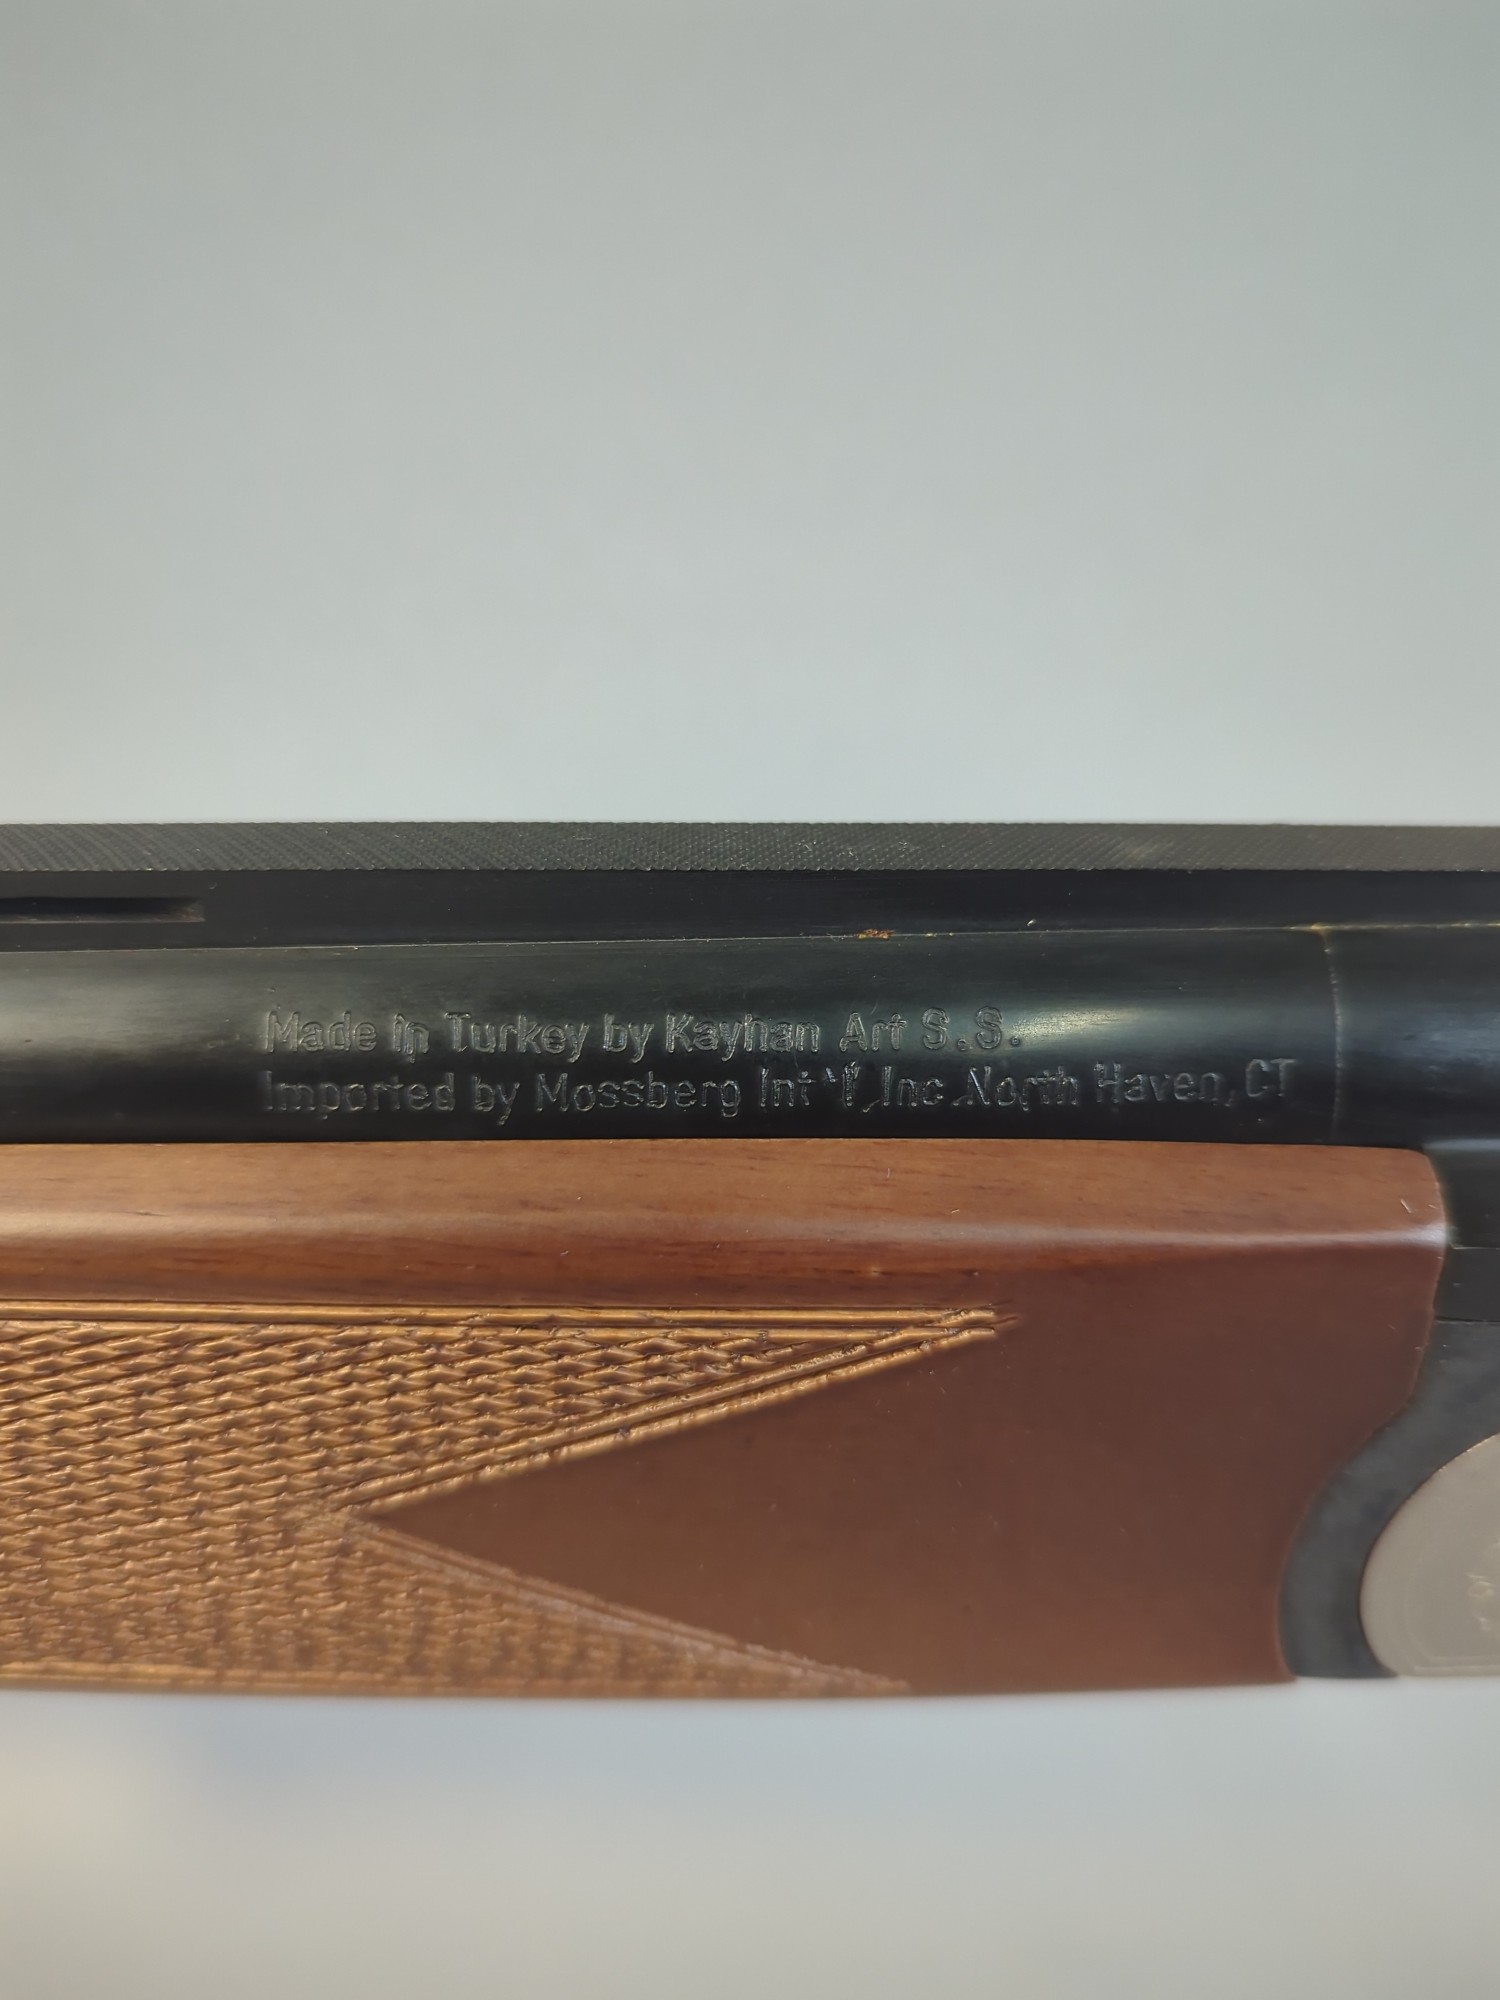 Made in Turkey by Kayhan Art S.S.
Imported by Mossberg Int'l, Inc. North Haven, CT